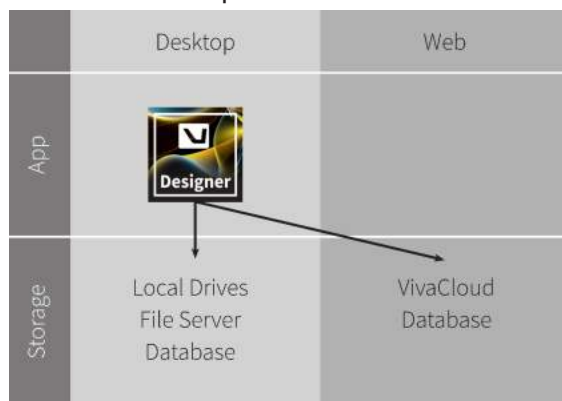 Desktop
Web
App
Designer
Storage
Local Drives
File Server
Database
VivaCloud
Database